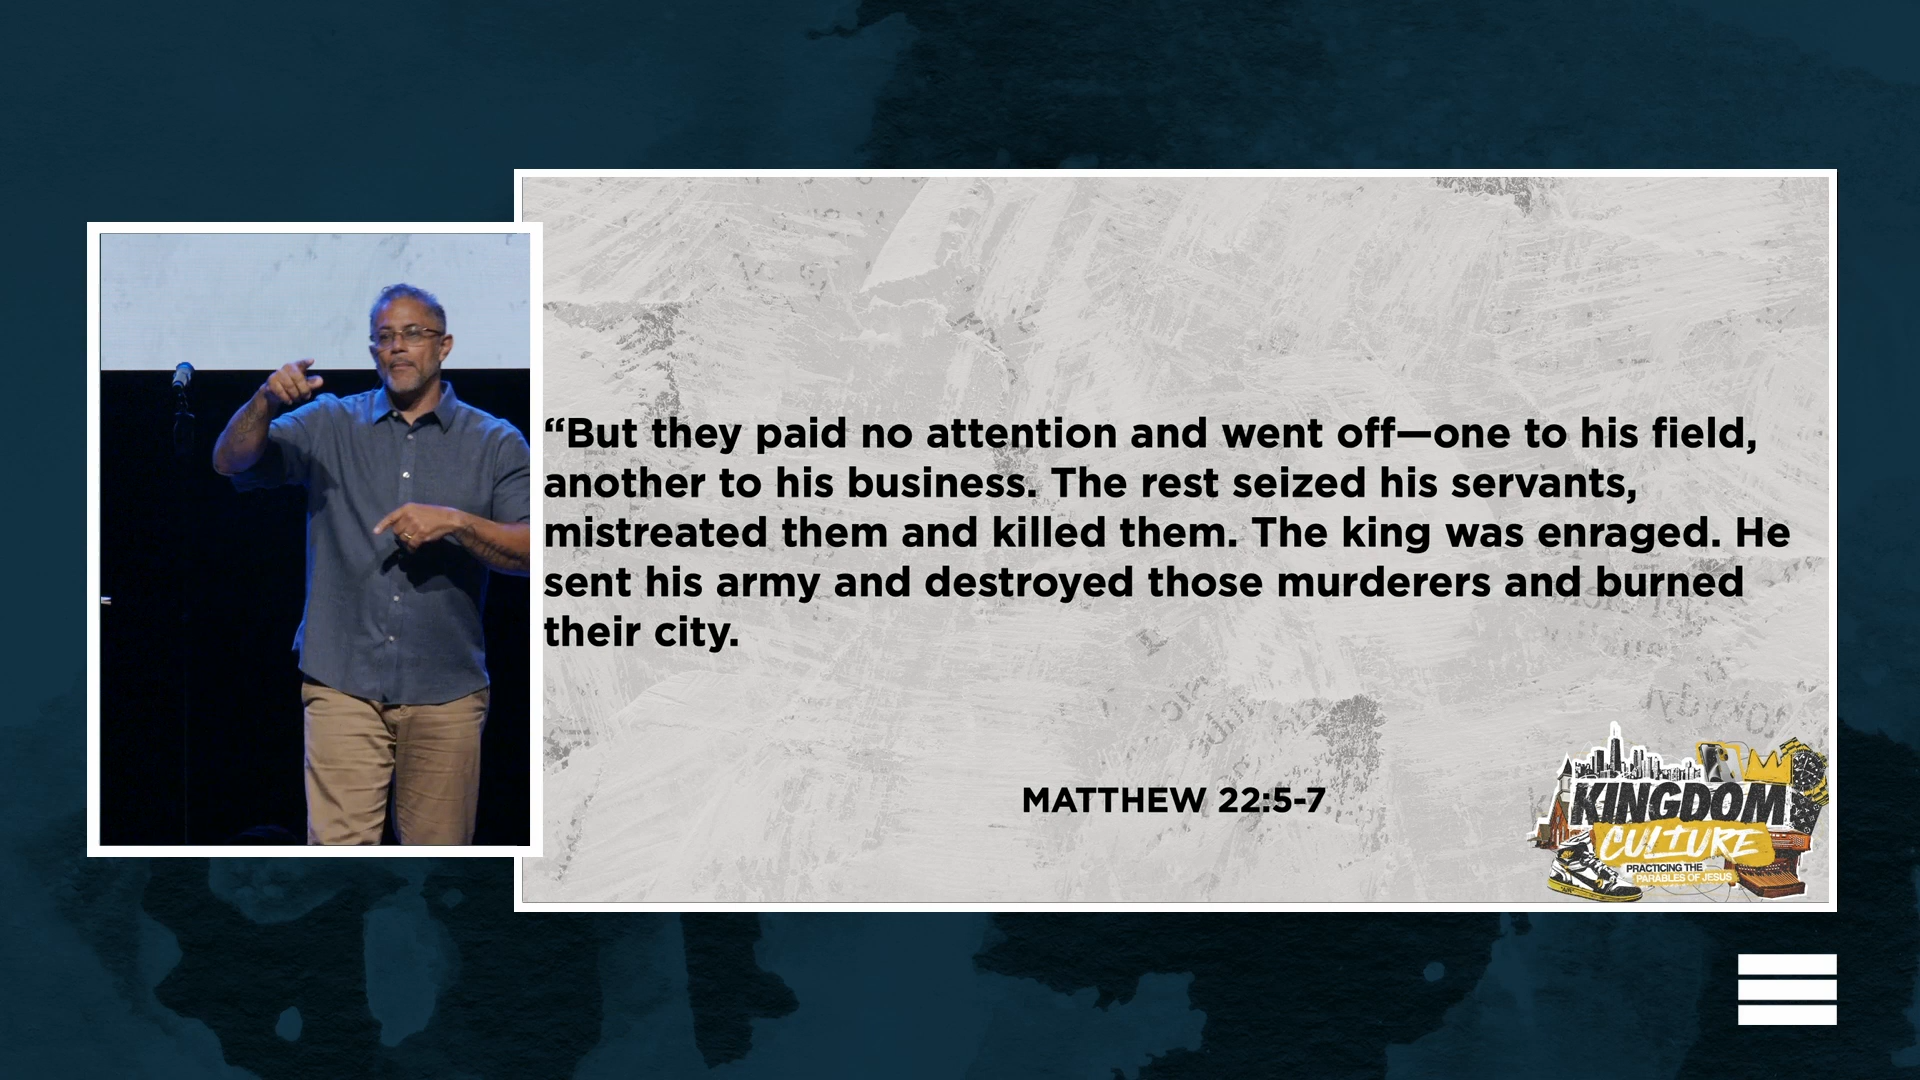 “But they paid no attention and went off—one to his field,
another to his business. The rest seized his servants,
mistreated them and killed them. The king was enraged. He
sent his army and destroyed those murderers and burned
their city.
MATTHEW 22:5-7
KINGDOM
CULTURE
PRACTICING THE
PARABLES OF JESUS